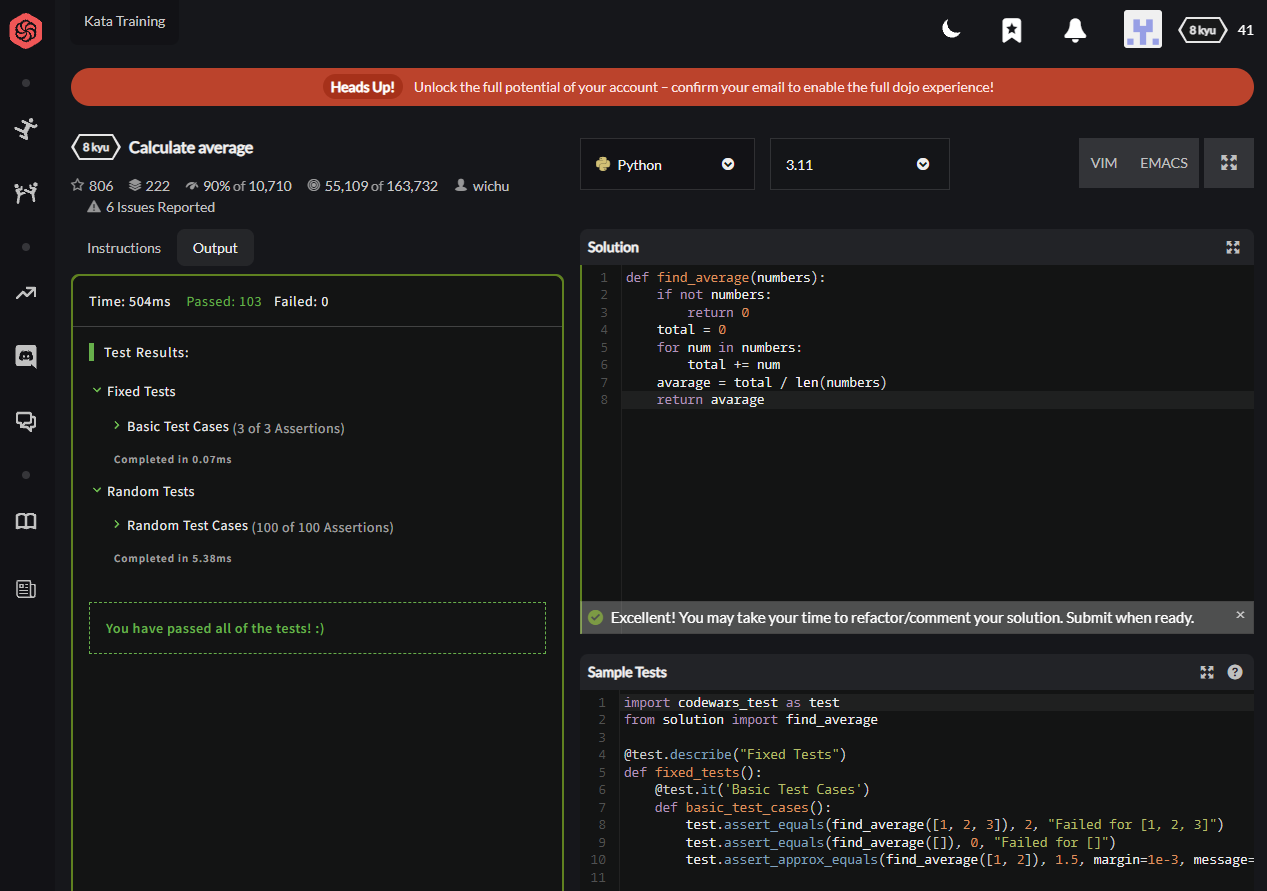 Kata Training
8 kyu 41
Heads Up! Unlock the full potential of your account – confirm your email to enable the full dojo experience!
8 kyu Calculate average
806 222 90% of 10,710 55,109 of 163,732 wichu
6 Issues Reported
Instructions Output
Time: 504ms Passed: 103 Failed: 0
Test Results:
Fixed Tests
Basic Test Cases (3 of 3 Assertions)
Completed in 0.07ms
Random Tests
Random Test Cases (100 of 100 Assertions)
Completed in 5.38ms
You have passed all of the tests! :)
Python 3.11 VIM EMACS
Solution
1 def find_average(numbers):
2     if not numbers:
3         return 0
4     total = 0
5     for num in numbers:
6         total += num
7     avarage = total / len(numbers)
8     return avarage
Excellent! You may take your time to refactor/comment your solution. Submit when ready. ×
Sample Tests ?
1 import codewars_test as test
2 from solution import find_average
3
4 @test.describe("Fixed Tests")
5 def fixed_tests():
6     @test.it('Basic Test Cases')
7     def basic_test_cases():
8         test.assert_equals(find_average([1, 2, 3]), 2, "Failed for [1, 2, 3]")
9         test.assert_equals(find_average([]), 0, "Failed for []")
10         test.assert_approx_equals(find_average([1, 2]), 1.5, margin=1e-3, message=
11